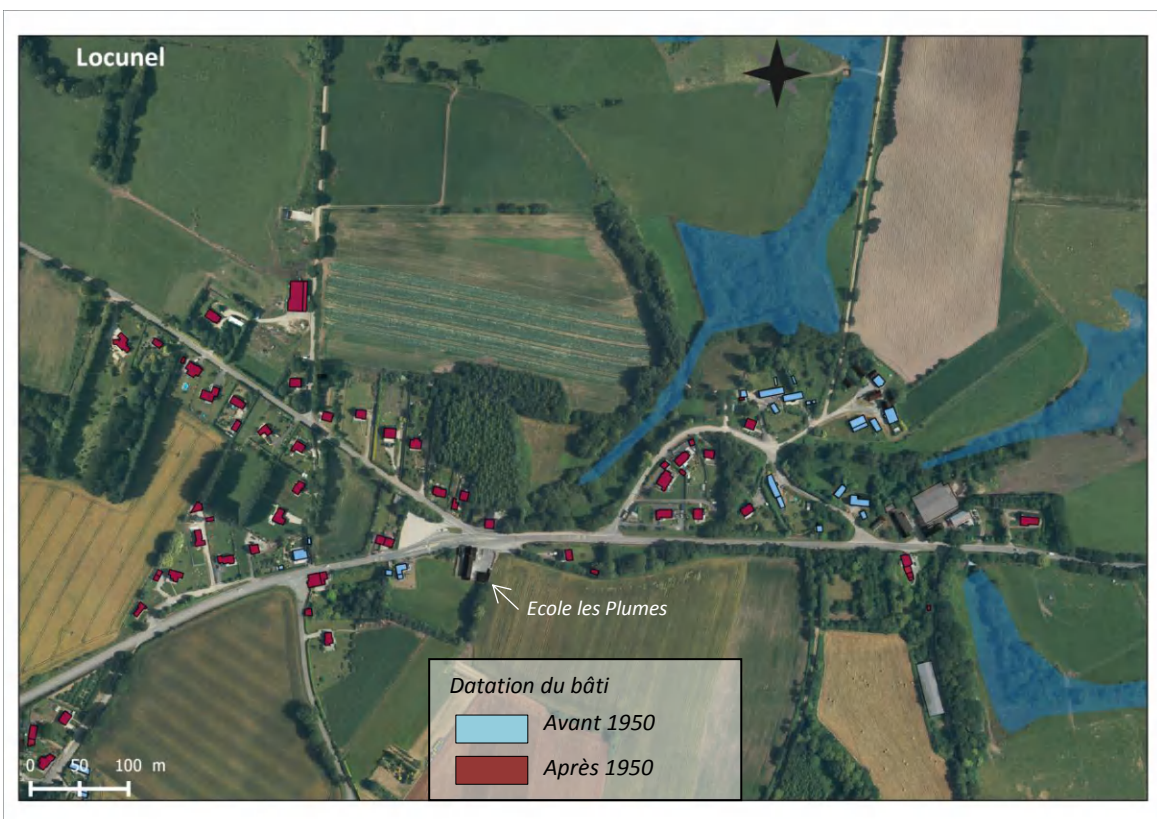 Locunel
Ecole les Plumes
Datation du bâti
Avant 1950
Après 1950
0 50 100 m